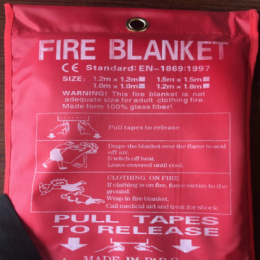 FIRE BLANKET
CE Standard: EN-1869:1997
SIZE: 1.2m x 1.2m 1.5m x 1.5m
1.0m x 1.0m 1.2m x 1.8m
WARNING! This fire blanket is not
adequate size for adult clothing fire.
Made form 100% glass fiber!
Pull tapes to release
Drape the blanket over the flame to seal
off air.
Switch off heat.
Leave covered until cool.
CLOTHING ON FIRE
If clothing is on fire, force victim to the
ground.
Wrap in fire blanket.
Call medical aid and treat for shock.
PULL TAPES
TO RELEASE
MADE IN P.R.C